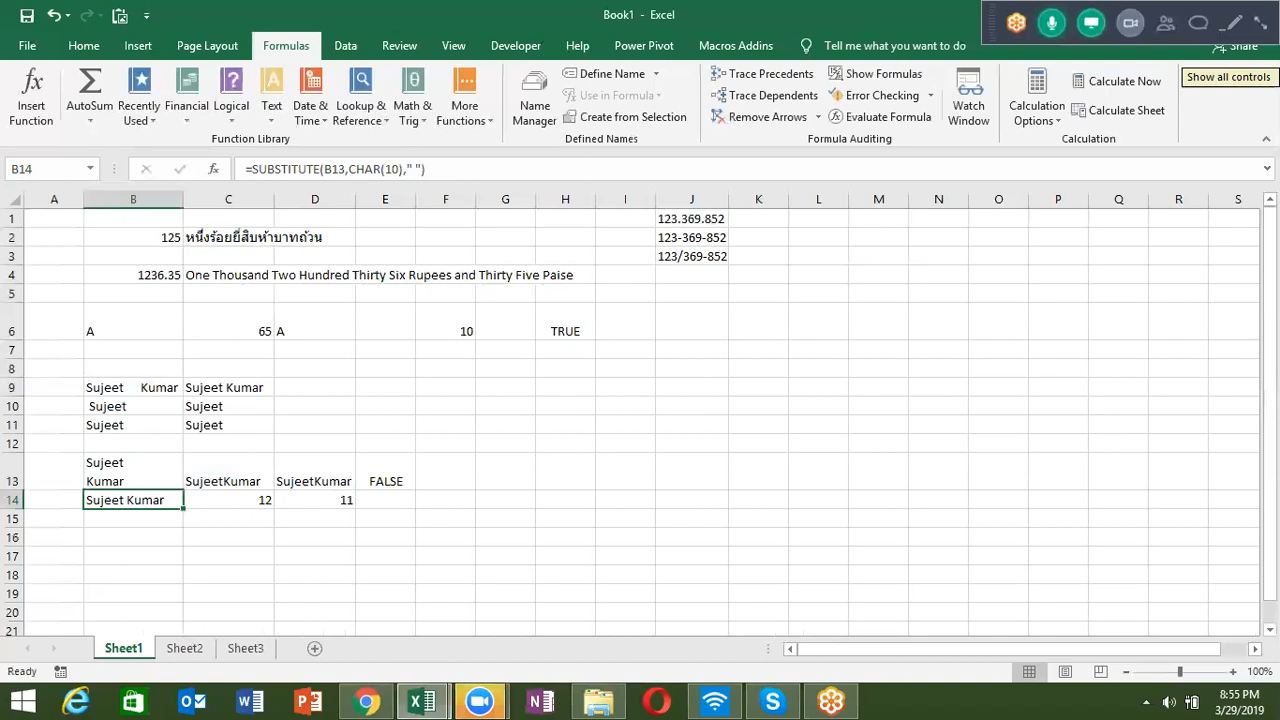 Book1 - Excel
File Home Insert Page Layout Formulas Data Review View Developer Help Power Pivot Macros Addins Tell me what you want to do Share
Show all controls
Insert Function
AutoSum
Recently Used
Financial
Logical
Text
Date & Time
Lookup & Reference
Math & Trig
More Functions
Function Library
Name Manager
Define Name
Use in Formula
Create from Selection
Defined Names
Trace Precedents
Trace Dependents
Remove Arrows
Show Formulas
Error Checking
Evaluate Formula
Formula Auditing
Watch Window
Calculation Options
Calculate Now
Calculate Sheet
Calculation
B14 fx =SUBSTITUTE(B13,CHAR(10)," ")
A B C D E F G H I J K L M N O P Q R S
1 123.369.852
2 125 หนึ่งร้อยยี่สิบห้าบาทถ้วน 123-369-852
3 123/369-852
4 1236.35 One Thousand Two Hundred Thirty Six Rupees and Thirty Five Paise
5
6 A 65 A 10 TRUE
7
8
9 Sujeet Kumar Sujeet Kumar
10 Sujeet Sujeet
11 Sujeet Sujeet
12
Sujeet
13 Kumar SujeetKumar SujeetKumar FALSE
14 Sujeet Kumar 12 11
15
16
17
18
19
20
21
Sheet1 Sheet2 Sheet3
Ready 100%
8:55 PM
3/29/2019